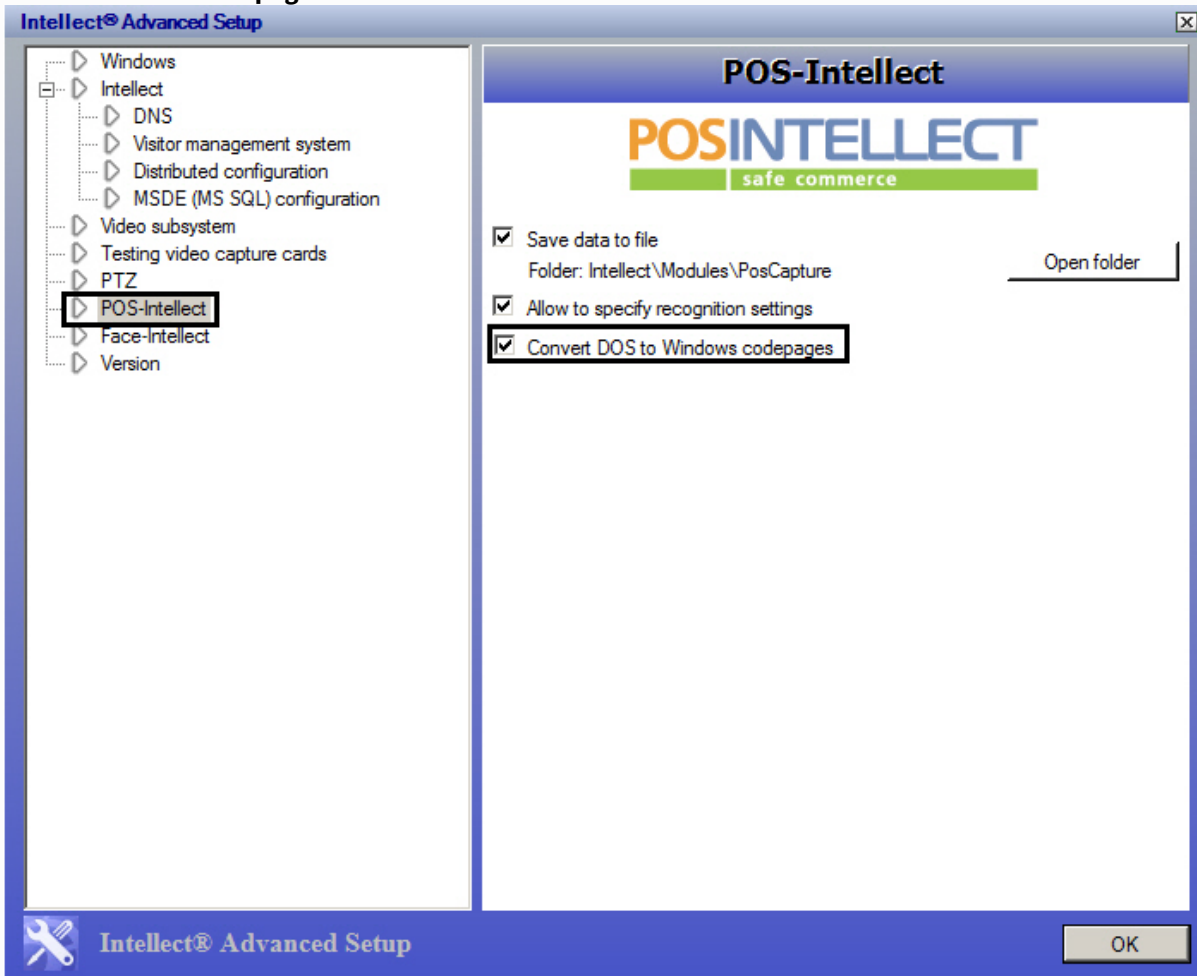 Intellect® Advanced Setup
Windows
Intellect
DNS
Visitor management system
Distributed configuration
MSDE (MS SQL) configuration
Video subsystem
Testing video capture cards
PTZ
POS-Intellect
Face-Intellect
Version
POS-Intellect
POSINTELLECT
safe commerce
Save data to file
Folder: Intellect\Modules\PosCapture
Open folder
Allow to specify recognition settings
Convert DOS to Windows codepages
Intellect® Advanced Setup
OK